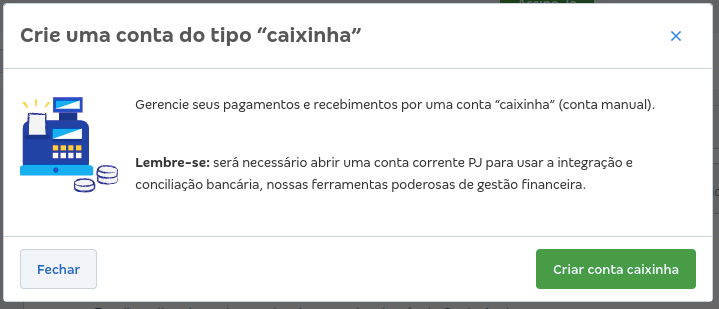 Crie uma conta do tipo “caixinha”
Gerencie seus pagamentos e recebimentos por uma conta “caixinha” (conta manual).
Lembre-se: será necessário abrir uma conta corrente PJ para usar a integração e
conciliação bancária, nossas ferramentas poderosas de gestão financeira.
Fechar
Criar conta caixinha